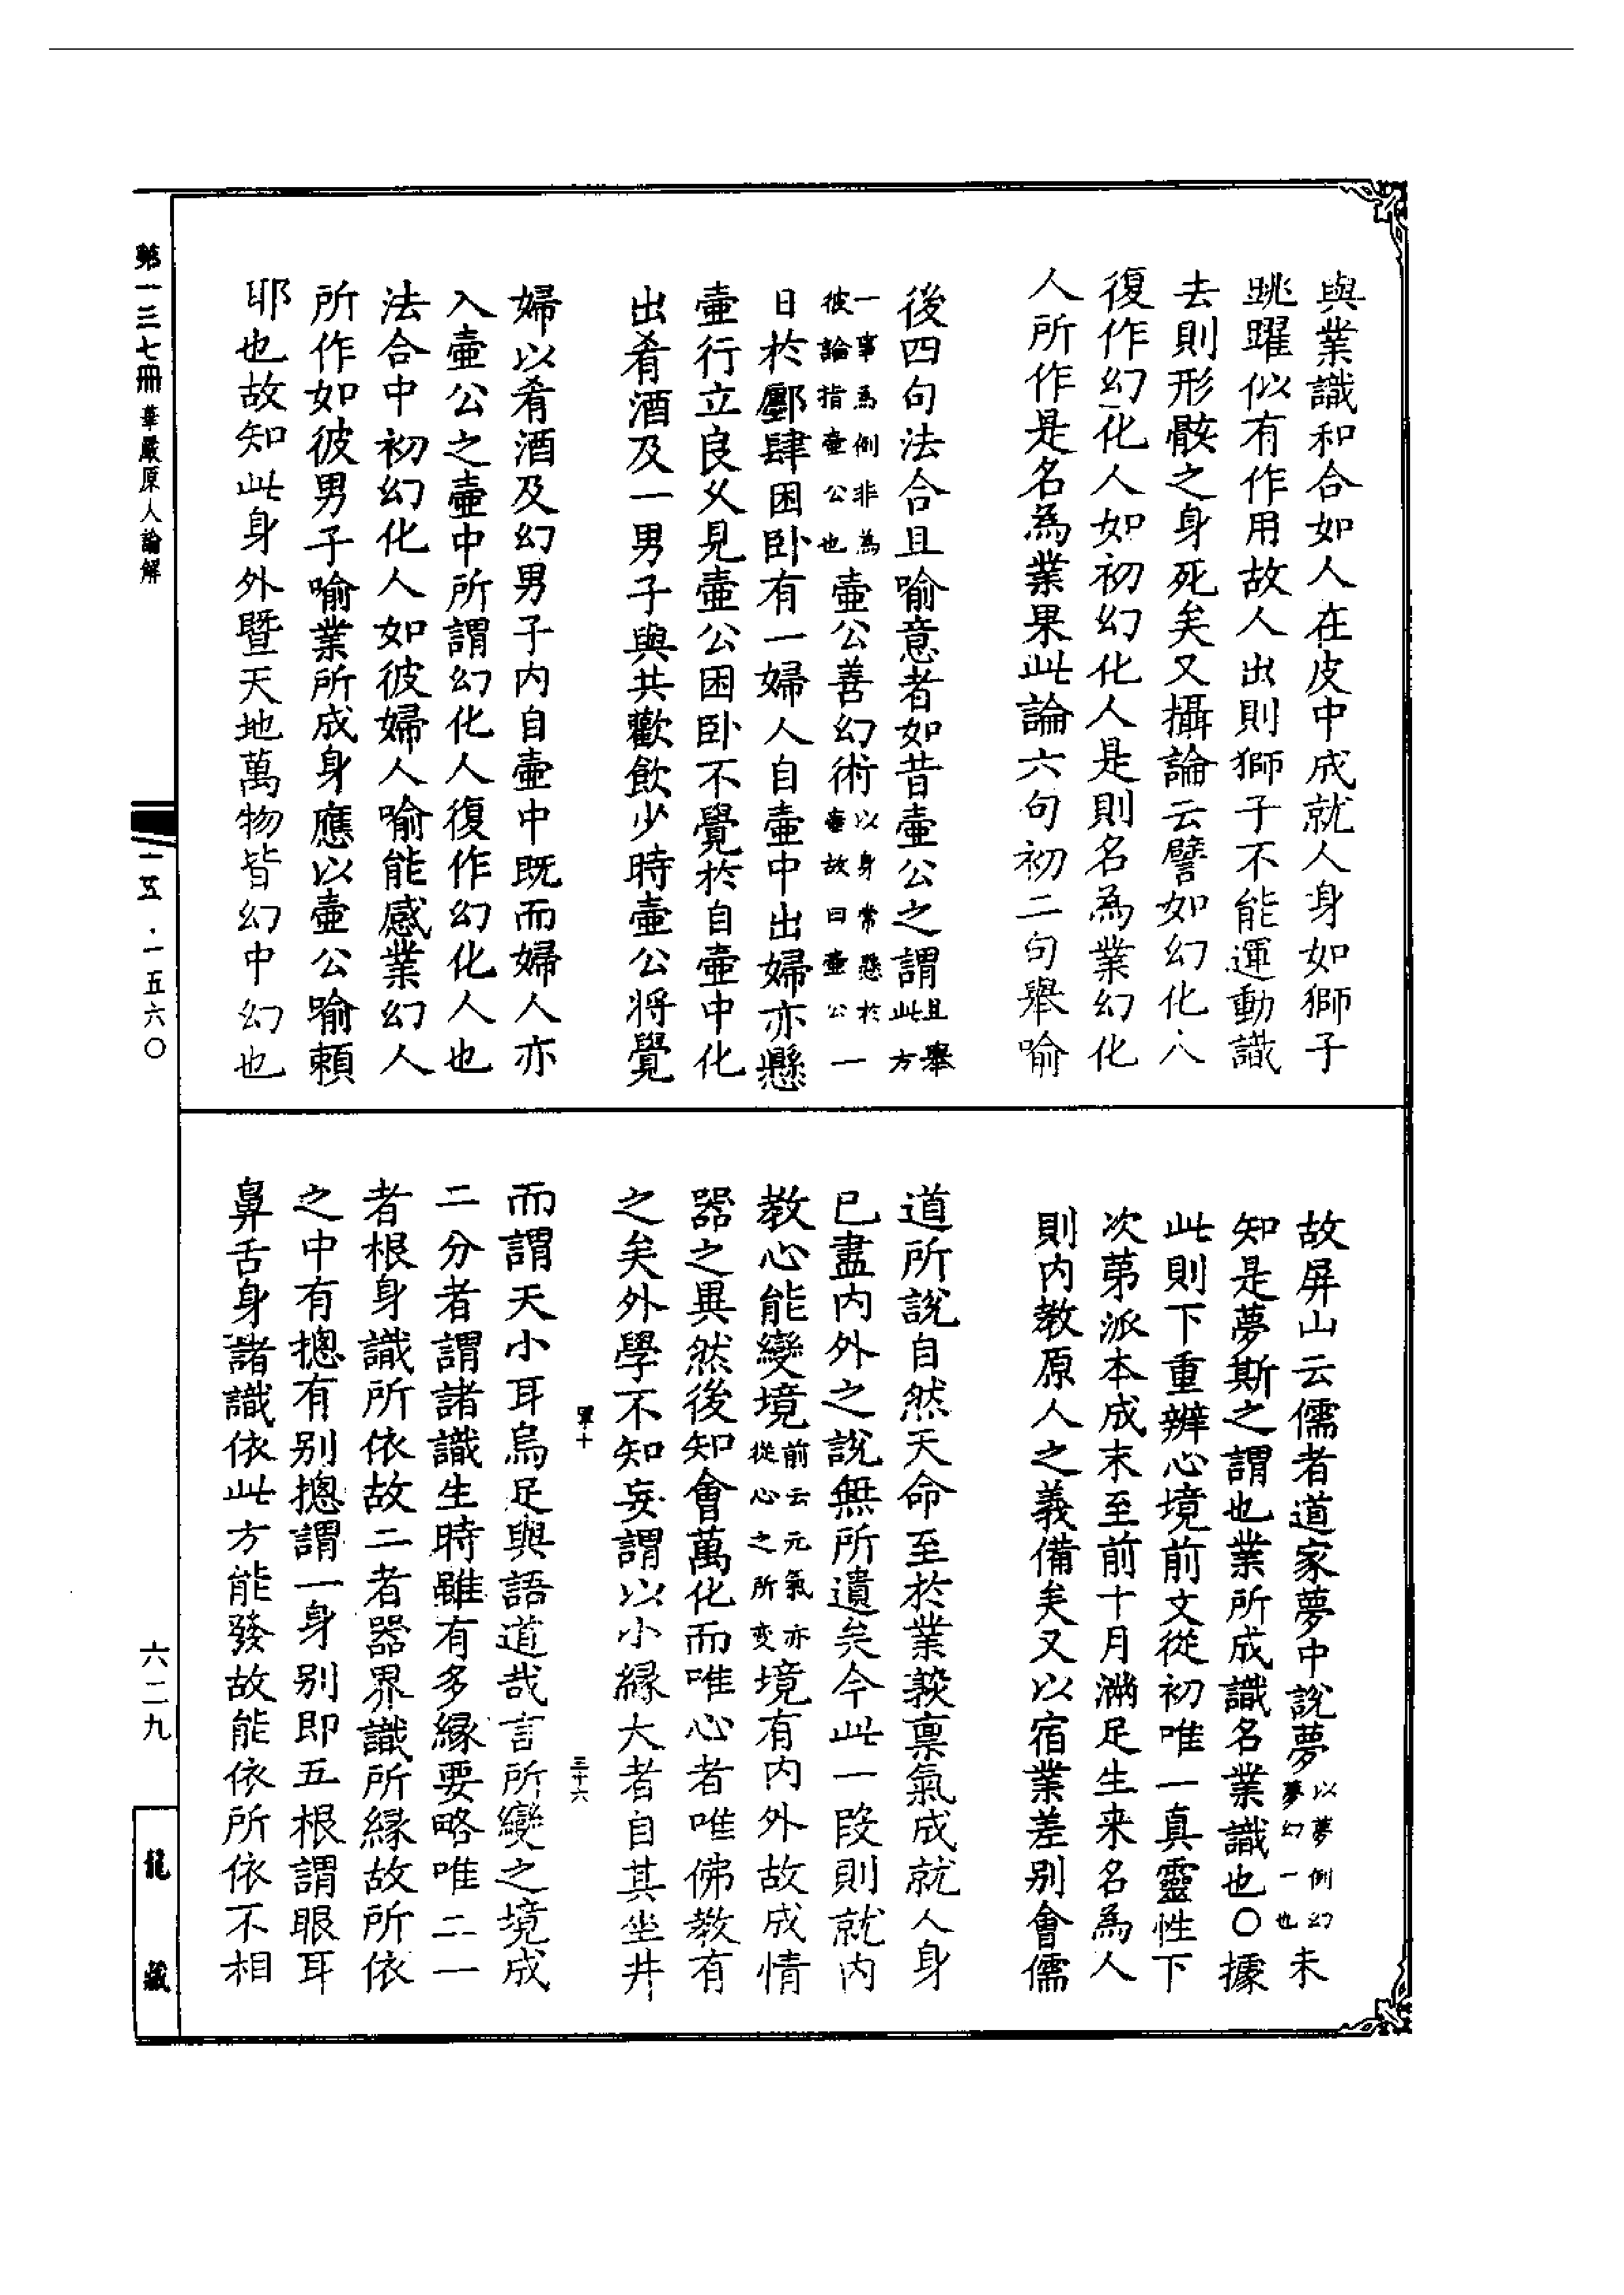 與業識和合如人在皮中成就人身如獅子
跳躍似有作用故人出則獅子不能運動識
去則形骸之身死矣又攝論云譬如幻化人
復作幻化人如初幻化人是則名為業幻化
人所作是名為業果此論六句初二句舉喻
後四句法合且喻意者如昔壺公之謂且舉此方
一事為例非為彼論指壺公也壺公善幻術以身常懸於壺故曰壺公一
日於鄽肆困臥有一婦人自壺中出婦亦懸
壺行立良久見壺公困臥不覺於自壺中化
出肴酒及一男子與共歡飲少時壺公將覺
婦以肴酒及幻男子內自壺中既而婦人亦
入壺公之壺中所謂幻化人復作幻化人也
法合中初幻化人如彼婦人喻能感業幻人
所作如彼男子喻業所成身應以壺公喻賴
耶也故知此身外暨天地萬物皆幻中幻也
故屏山云儒者道家夢中說夢以夢例幻夢幻一也未
知是夢斯之謂也業所成識名業識也〇據
此則下重辦心境前文從初唯一真靈性下
次第派本成末至前十月滿足生来名為人
則内教原人之義備矣又以宿業差别會儒
道所說自然天命至於業教稟氣成就人身
已盡内外之說無所遺矣今此一段則就内
教心能變境前云元氣亦從心之所变境有内外故成情
器之異然後知會萬化而唯心者唯佛教有
之矣外學不知妄謂以小緣大者自其坐井
罩十
三十六
而謂天小耳烏足與語道哉言所變之境成
二分者謂諸識生時雖有多緣要略唯二一
者根身識所依故二者器界識所緣故所依
之中有摠有别摠謂一身别即五根謂眼耳
鼻舌身諸識依此方能發故能依所依不相
第一三七冊
華嚴原人論解
一五·一五六〇
六二九
龍藏